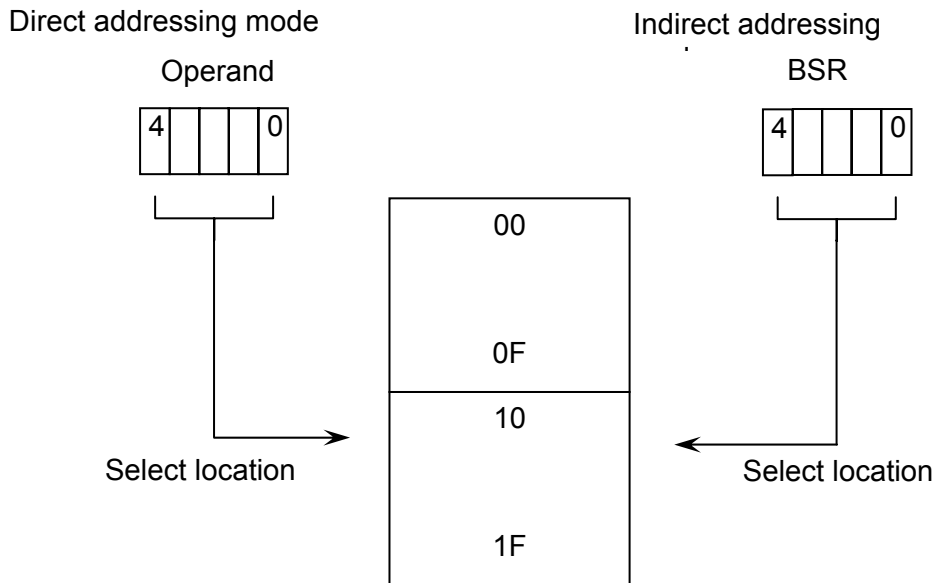 Direct addressing mode
Indirect addressing
Operand
BSR
4 0
4 0
00
0F
10
Select location
Select location
1F